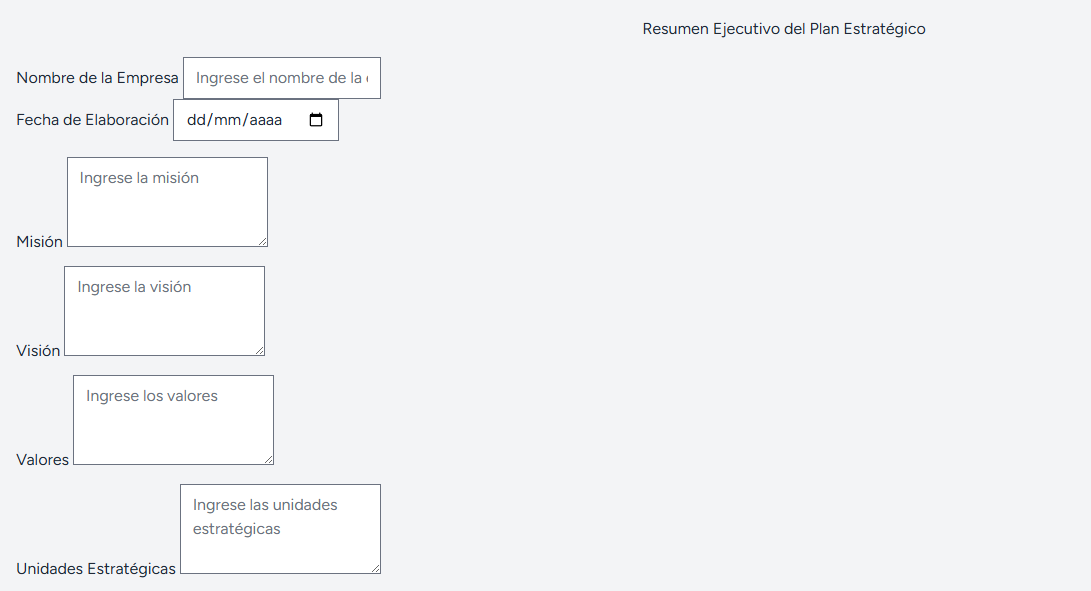 Resumen Ejecutivo del Plan Estratégico
Nombre de la Empresa Ingrese el nombre de la
Fecha de Elaboración dd/mm/aaaa
Ingrese la misión
Misión
Ingrese la visión
Visión
Ingrese los valores
Valores
Ingrese las unidades
estratégicas
Unidades Estratégicas